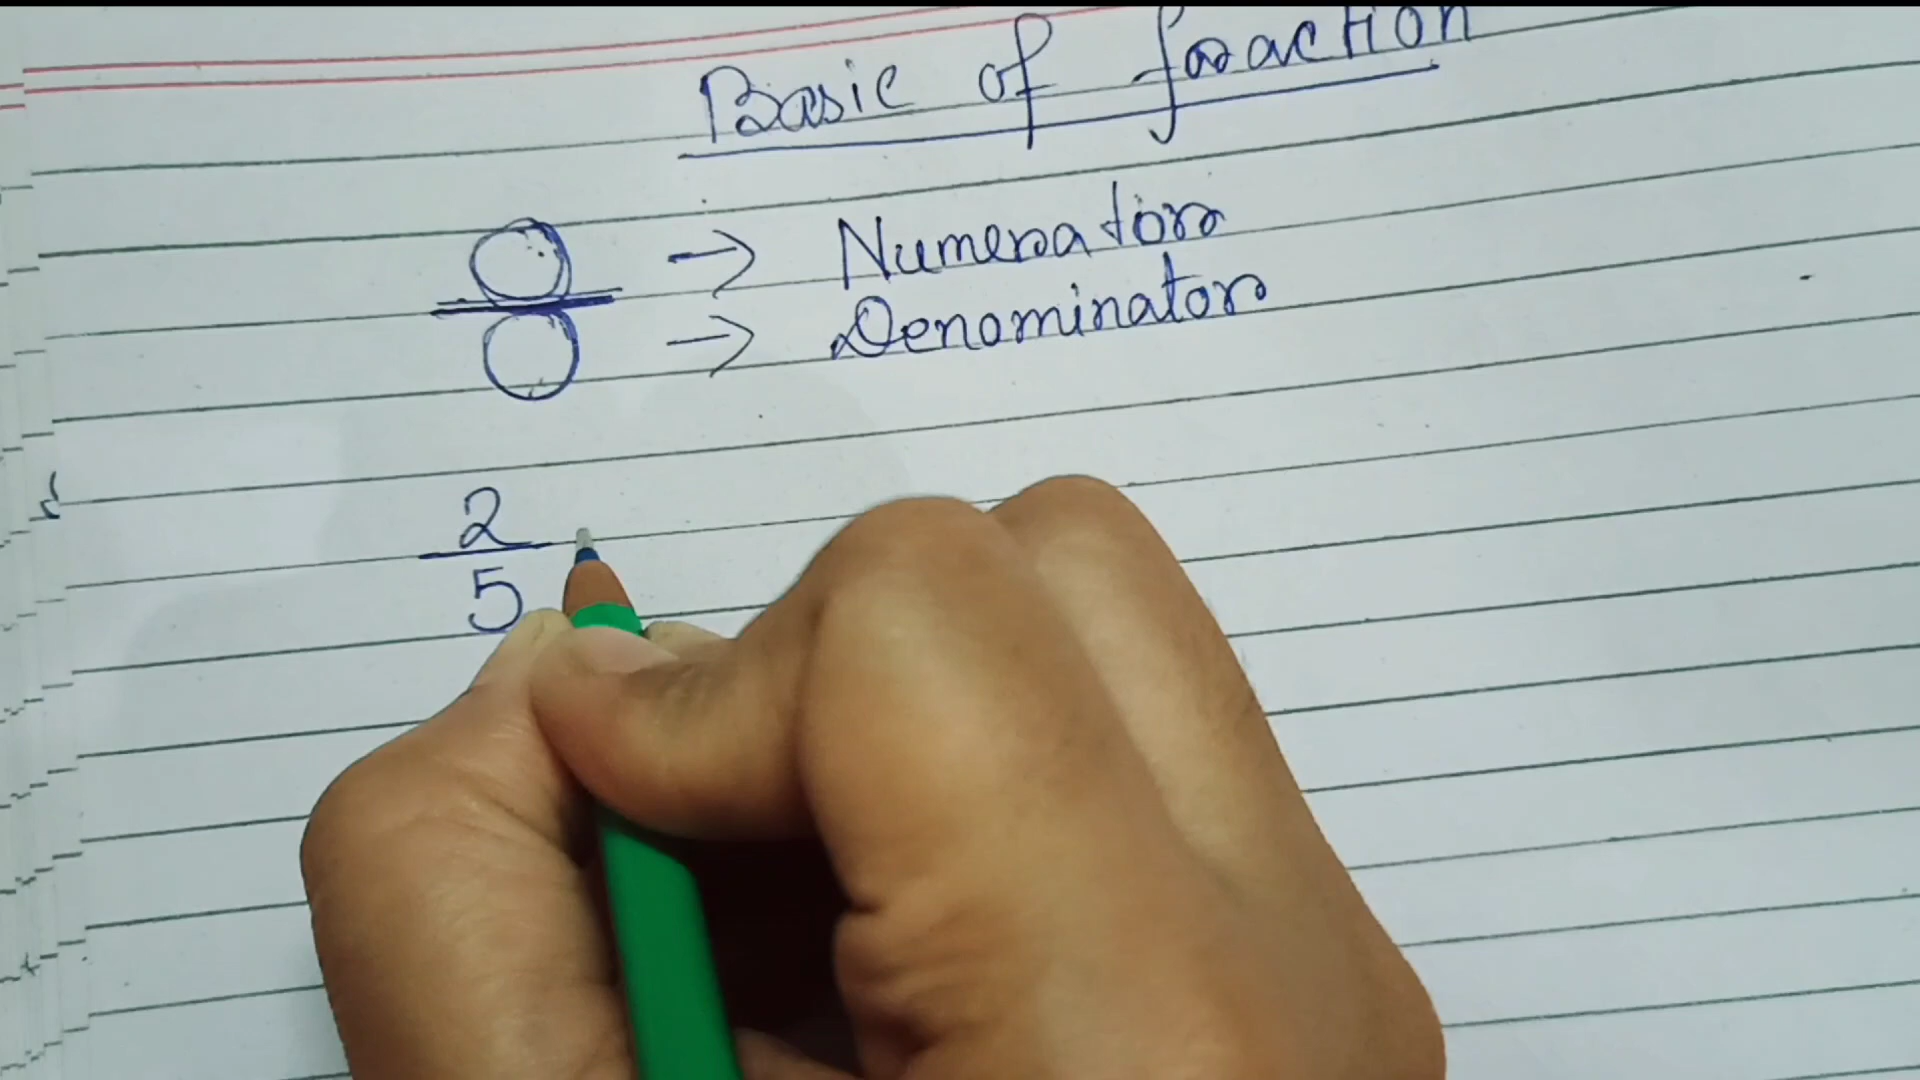 Basic of fraction
→ Numerator
→ Denominator
2
5